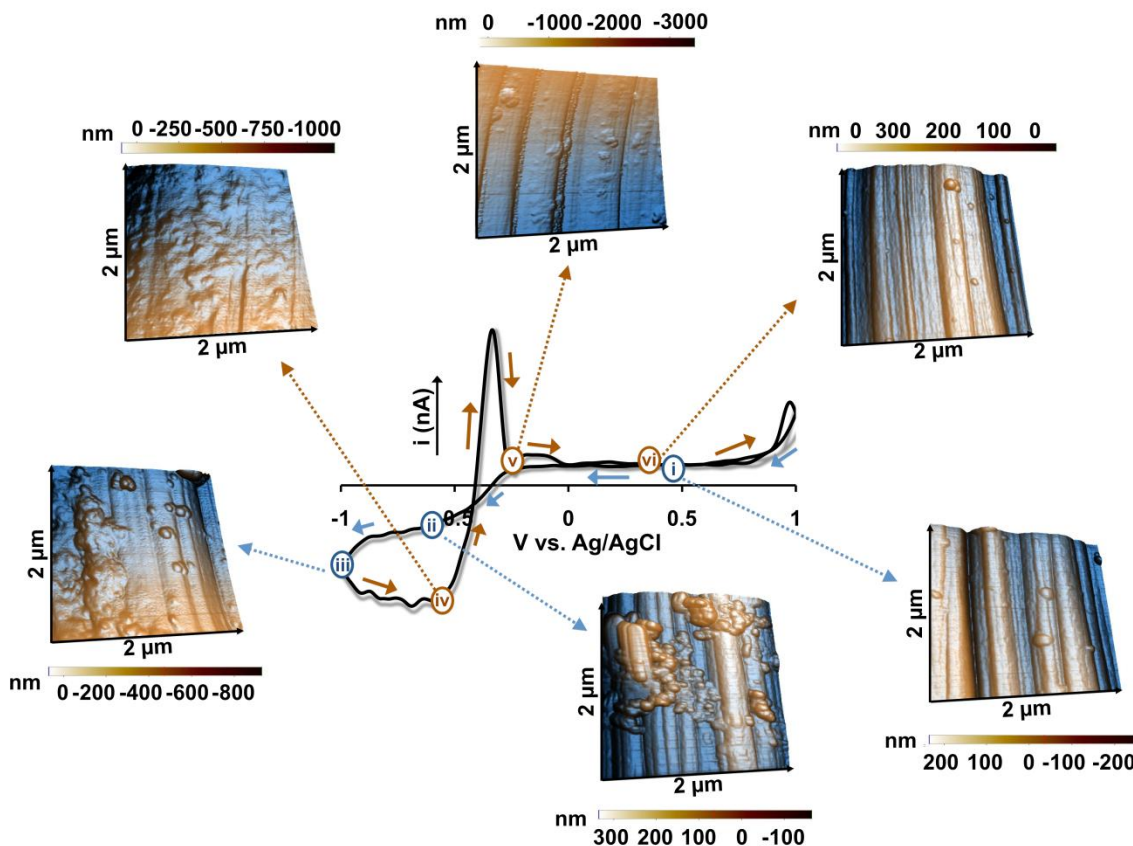 nm 0 -1000 -2000 -3000
2 µm
2 µm
nm 0 -250 -500 -750 -1000
2 µm
2 µm
nm 0 300 200 100 0
2 µm
2 µm
i (nA)
v
vi
i
-1
0.5
0
0.5
1
ii
V vs. Ag/AgCl
iii
iv
2 µm
2 µm
nm 0 -200 -400 -600 -800
2 µm
2 µm
nm
300 200 100 0 -100
2 µm
2 µm
nm
200 100 0 -100 -200